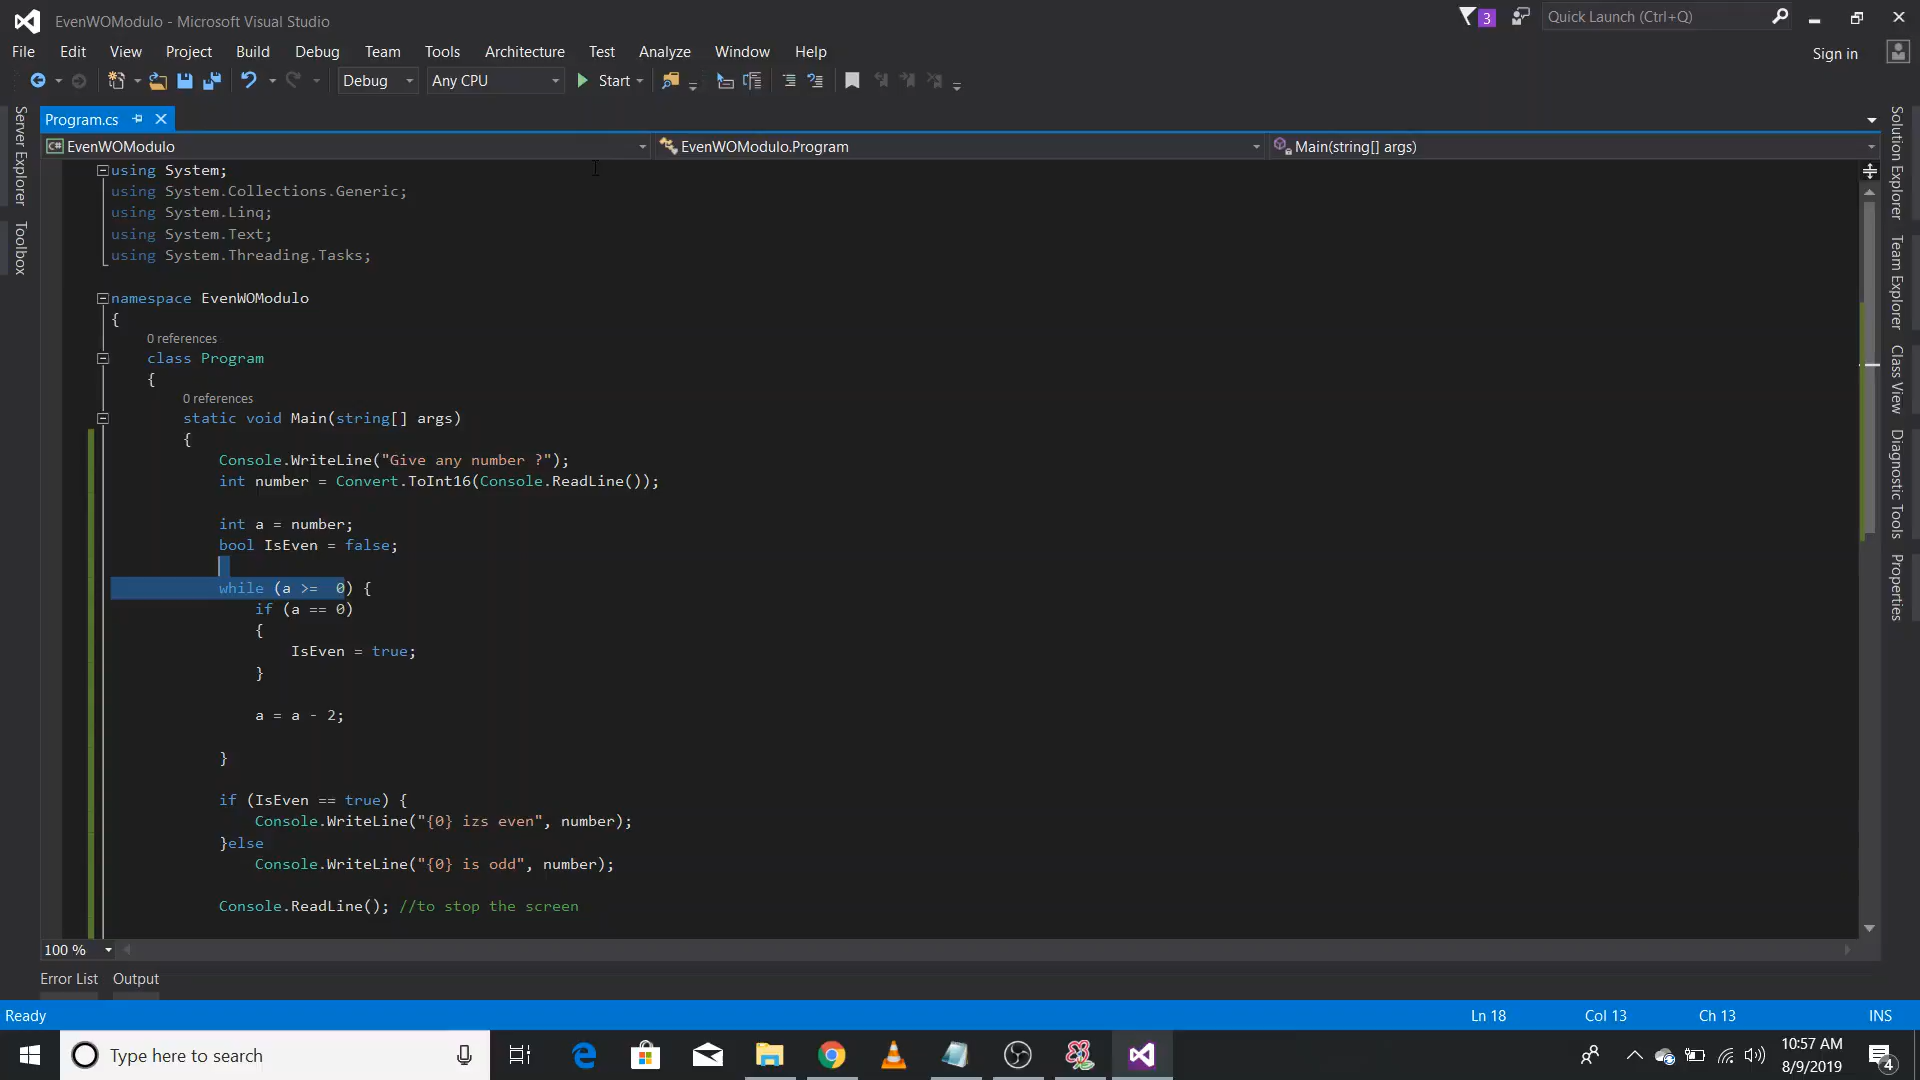 EvenWOModulo - Microsoft Visual Studio
3
Quick Launch (Ctrl+Q)
File Edit View Project Build Debug Team Tools Architecture Test Analyze Window Help
Sign in
Debug Any CPU Start
Program.cs
C# EvenWOModulo EvenWOModulo.Program Main(string[] args)
Server Explorer
Toolbox
using System;
using System.Collections.Generic;
using System.Linq;
using System.Text;
using System.Threading.Tasks;
namespace EvenWOModulo
{
0 references
class Program
{
0 references
static void Main(string[] args)
{
Console.WriteLine("Give any number ?");
int number = Convert.ToInt16(Console.ReadLine());
int a = number;
bool IsEven = false;
while (a >=  0) {
if (a == 0)
{
IsEven = true;
}
a = a - 2;
}
if (IsEven == true) {
Console.WriteLine("{0} izs even", number);
}else
Console.WriteLine("{0} is odd", number);
Console.ReadLine(); //to stop the screen
Solution Explorer
Team Explorer
Class View
Diagnostic Tools
Properties
100 %
Error List Output
Ready Ln 18 Col 13 Ch 13 INS
Type here to search
10:57 AM
8/9/2019
4